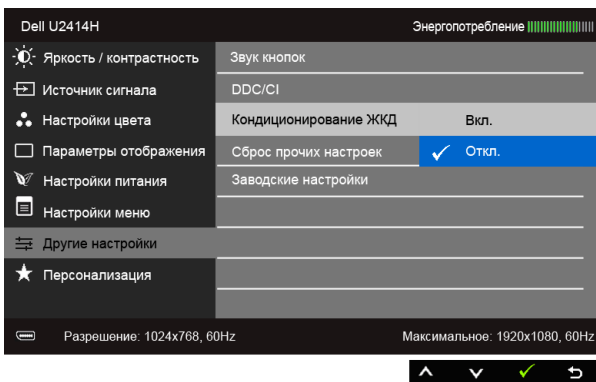 Dell U2414H Энергопотребление
Яркость / контрастность Звук кнопок
Источник сигнала DDC/CI
Настройки цвета Кондиционирование ЖКД Вкл.
Параметры отображения Сброс прочих настроек Откл.
Настройки питания Заводские настройки
Настройки меню
Другие настройки
Персонализация
Разрешение: 1024x768, 60Hz Максимальное: 1920x1080, 60Hz